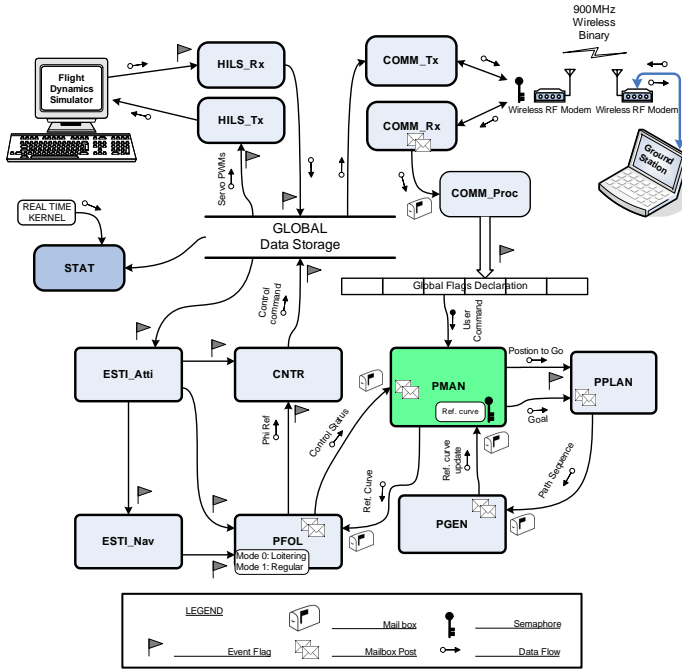 900MHz
Wireless
Binary
Flight
Dynamics
Simulator
HILS_Rx
HILS_Tx
COMM_Tx
COMM_Rx
Wireless RF Modem
Wireless RF Modem
Ground
Station
COMM_Proc
Servo PWMs
REAL TIME
KERNEL
STAT
GLOBAL
Data Storage
Global Flags Declaration
Control
command
User
Command
ESTI_Atti
CNTR
PMAN
Ref. curve
Postion to Go
PPLAN
Goal
Phi Ref
Control Status
Ref. Curve
Ref. curve
update
Path Sequence
ESTI_Nav
PFOL
Mode 0: Loitering
Mode 1: Regular
PGEN
LEGEND
Mail box
Semaphore
Event Flag
Mailbox Post
Data Flow